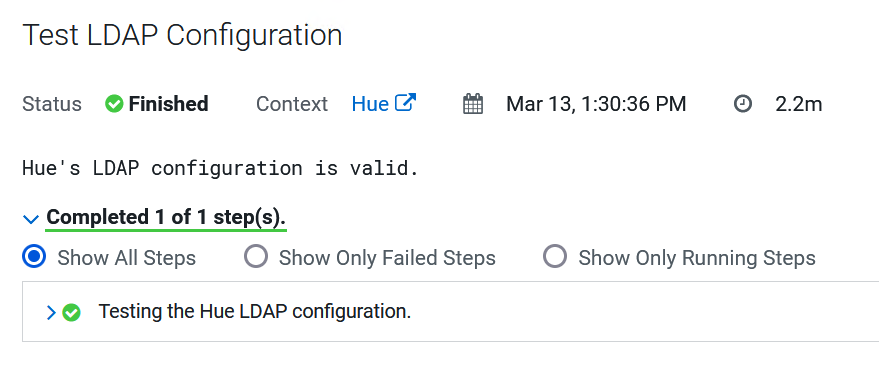 Test LDAP Configuration
Status Finished Context Hue Mar 13, 1:30:36 PM 2.2m
Hue's LDAP configuration is valid.
Completed 1 of 1 step(s).
Show All Steps Show Only Failed Steps Show Only Running Steps
Testing the Hue LDAP configuration.